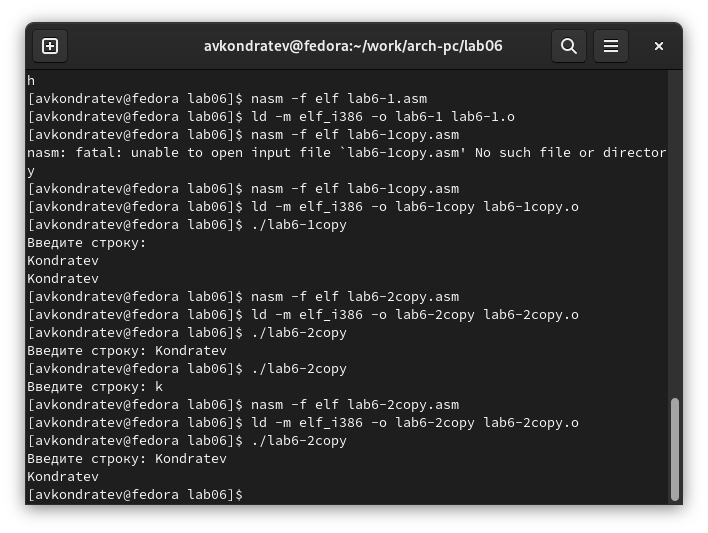 avkondratev@fedora:~/work/arch-pc/lab06
h
[avkondratev@fedora lab06]$ nasm -f elf lab6-1.asm
[avkondratev@fedora lab06]$ ld -m elf_i386 -o lab6-1 lab6-1.o
[avkondratev@fedora lab06]$ nasm -f elf lab6-1copy.asm
nasm: fatal: unable to open input file `lab6-1copy.asm' No such file or director
y
[avkondratev@fedora lab06]$ nasm -f elf lab6-1copy.asm
[avkondratev@fedora lab06]$ ld -m elf_i386 -o lab6-1copy lab6-1copy.o
[avkondratev@fedora lab06]$ ./lab6-1copy
Введите строку:
Kondratev
Kondratev
[avkondratev@fedora lab06]$ nasm -f elf lab6-2copy.asm
[avkondratev@fedora lab06]$ ld -m elf_i386 -o lab6-2copy lab6-2copy.o
[avkondratev@fedora lab06]$ ./lab6-2copy
Введите строку: Kondratev
[avkondratev@fedora lab06]$ ./lab6-2copy
Введите строку: k
[avkondratev@fedora lab06]$ nasm -f elf lab6-2copy.asm
[avkondratev@fedora lab06]$ ld -m elf_i386 -o lab6-2copy lab6-2copy.o
[avkondratev@fedora lab06]$ ./lab6-2copy
Введите строку: Kondratev
Kondratev
[avkondratev@fedora lab06]$